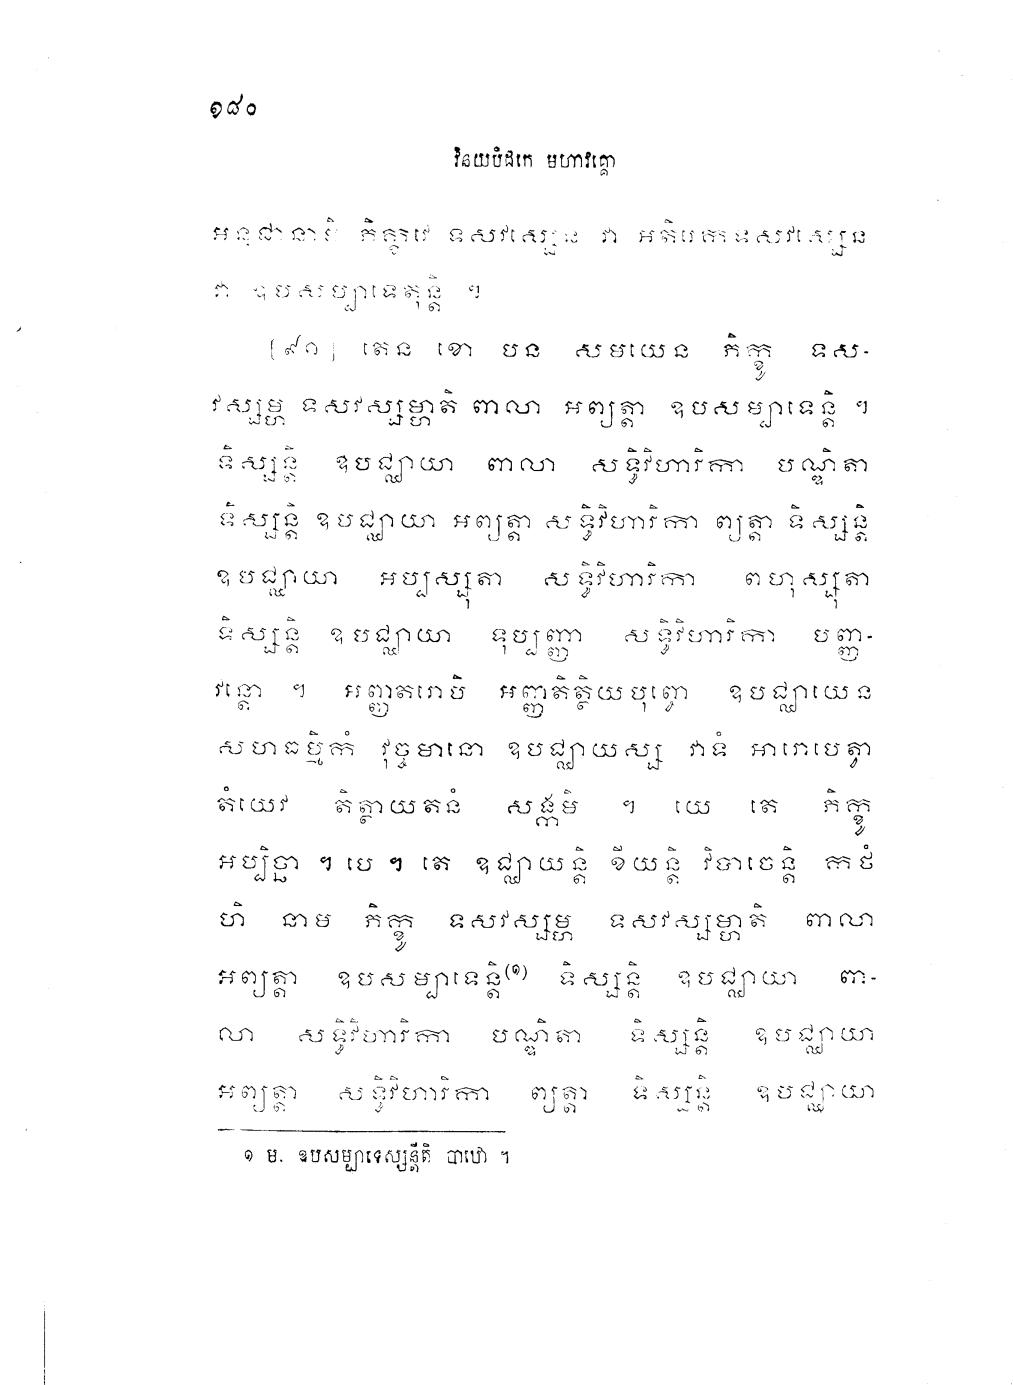 ១៨០
វិនយបិដកេ មហាវគ្គោ
អនុជានាមិ ភិក្ខវេ ទសវស្សេន វា អតិរេកទសវស្សេន
វា ឧបសម្បាទេតុន្តិ ។
[៩១] តេន ខោ បន សមយេន ភិក្ខូ ទស-
វស្សម្ហ ទសវស្សម្ហាតិ ពាលា អព្យត្តា ឧបសម្បាទេន្តិ ។
ទិស្សន្តិ ឧបជ្ឈាយា ពាលា សទ្ធិវិហារិកា បណ្ឌិតា
ទិស្សន្តិ ឧបជ្ឈាយា អព្យត្តា សទ្ធិវិហារិកា ព្យត្តា ទិស្សន្តិ
ឧបជ្ឈាយា អប្បស្សុតា សទ្ធិវិហារិកា ពហុស្សុតា
ទិស្សន្តិ ឧបជ្ឈាយា ទុប្បញ្ញា សទ្ធិវិហារិកា បញ្ញ-
វន្តោ ។ អញ្ញតរោបិ អញ្ញតិត្ថិយបុព្វោ ឧបជ្ឈាយេន
សហធម្មិកំ វុច្ចមានោ ឧបជ្ឈាយស្ស វាទំ អារោបេត្វា
តំយេវ តិត្ថាយតនំ សង្កមិ ។ យេ តេ ភិក្ខូ
អប្បិច្ឆា ។ បេ ។ តេ ឧជ្ឈាយន្តិ ខីយន្តិ វិបាចេន្តិ កថំ
ហិ នាម ភិក្ខូ ទសវស្សម្ហ ទសវស្សម្ហាតិ ពាលា
អព្យត្តា ឧបសម្បាទេន្តិ(១) ទិស្សន្តិ ឧបជ្ឈាយា ពា-
លា សទ្ធិវិហារិកា បណ្ឌិតា ទិស្សន្តិ ឧបជ្ឈាយា
អព្យត្តា សទ្ធិវិហារិកា ព្យត្តា ទិស្សន្តិ ឧបជ្ឈាយា
១ ម. ឧបសម្បាទេស្សន្តីតិ បាឋោ ។